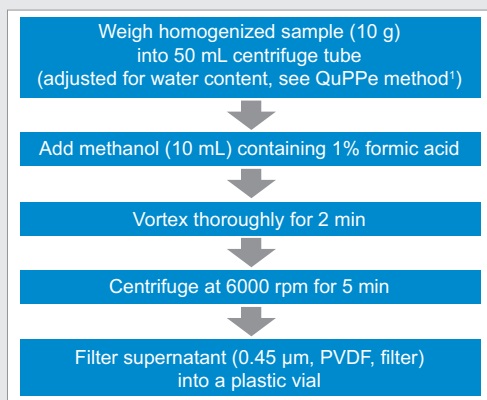 Weigh homogenized sample (10 g)
into 50 mL centrifuge tube
(adjusted for water content, see QuPPe method¹)
Add methanol (10 mL) containing 1% formic acid
Vortex thoroughly for 2 min
Centrifuge at 6000 rpm for 5 min
Filter supernatant (0.45 µm, PVDF, filter)
into a plastic vial